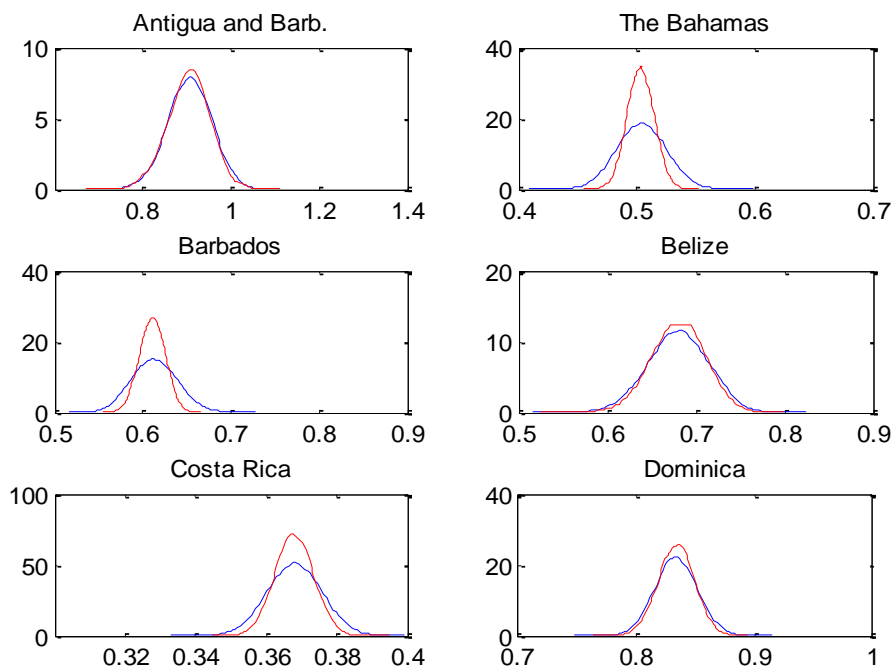 Antigua and Barb.
10
5
0
0.8 1 1.2 1.4
The Bahamas
40
20
0
0.4 0.5 0.6 0.7
Barbados
40
20
0
0.5 0.6 0.7 0.8 0.9
Belize
20
10
0
0.5 0.6 0.7 0.8 0.9
Costa Rica
100
50
0
0.32 0.34 0.36 0.38 0.4
Dominica
40
20
0
0.7 0.8 0.9 1